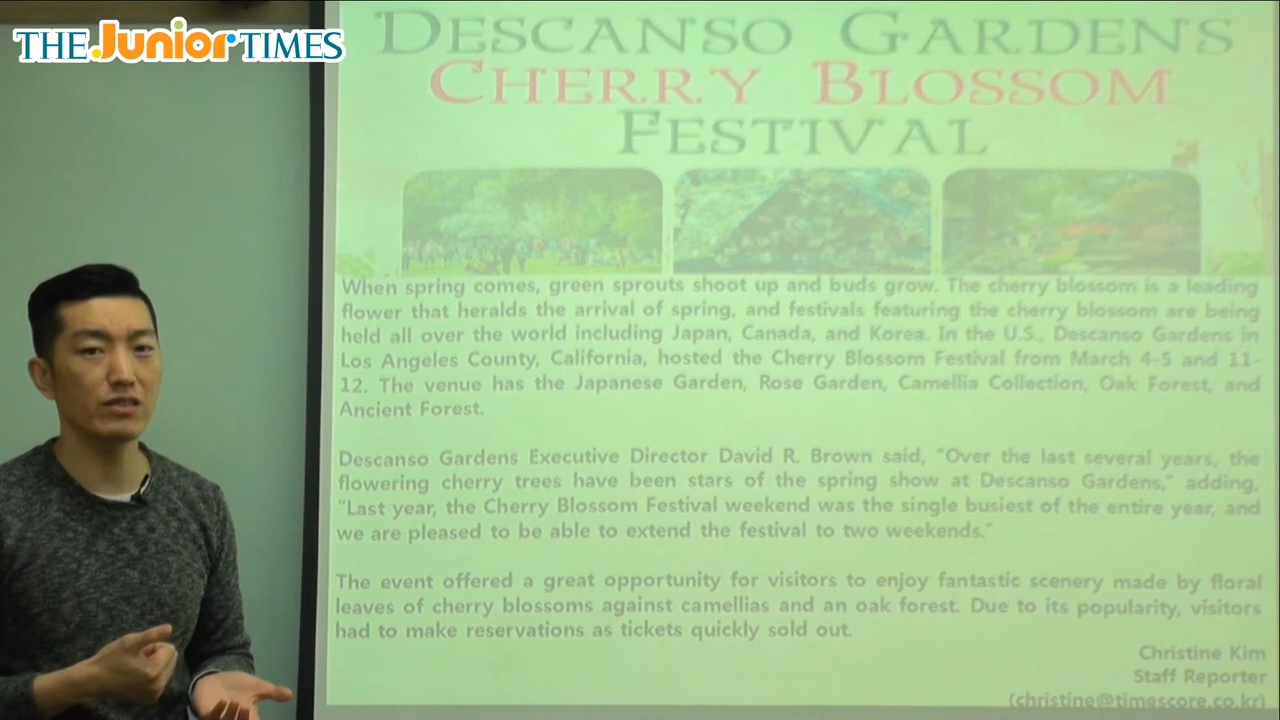 THE Junior TIMES
DESCANSO GARDENS
CHERRY BLOSSOM
FESTIVAL
When spring comes, green sprouts shoot up and buds grow. The cherry blossom is a leading
flower that heralds the arrival of spring, and festivals featuring the cherry blossom are being
held all over the world including Japan, Canada, and Korea. In the U.S., Descanso Gardens in
Los Angeles County, California, hosted the Cherry Blossom Festival from March 4-5 and 11-
12. The venue has the Japanese Garden, Rose Garden, Camellia Collection, Oak Forest, and
Ancient Forest.
Descanso Gardens Executive Director David R. Brown said, "Over the last several years, the
flowering cherry trees have been stars of the spring show at Descanso Gardens," adding,
"Last year, the Cherry Blossom Festival weekend was the single busiest of the entire year, and
we are pleased to be able to extend the festival to two weekends."
The event offered a great opportunity for visitors to enjoy fantastic scenery made by floral
leaves of cherry blossoms against camellias and an oak forest. Due to its popularity, visitors
had to make reservations as tickets quickly sold out.
Christine Kim
Staff Reporter
(christine@timescore.co.kr)